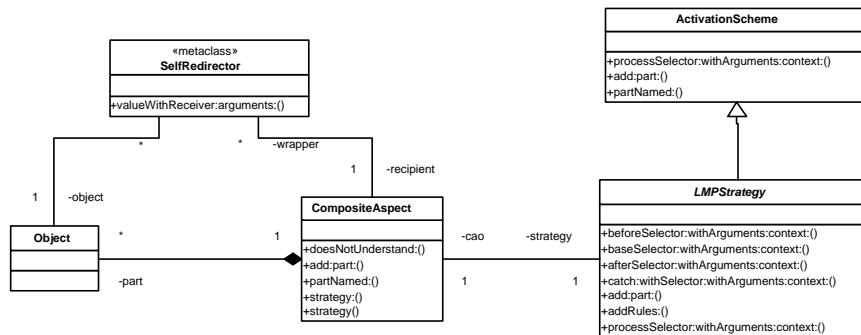 ActivationScheme
+processSelector:withArguments:context:()
+add:part:()
+partNamed:()
«metaclass»
SelfRedirector
+valueWithReceiver:arguments:()
*
*
-wrapper
1
-object
1
-recipient
Object
*
1
-part
CompositeAspect
+doesNotUnderstand:()
+add:part:()
+partNamed:()
+strategy:()
+strategy()
-cao
-strategy
1
1
LMPStrategy
+beforeSelector:withArguments:context:()
+baseSelector:withArguments:context:()
+afterSelector:withArguments:context:()
+catch:withSelector:withArguments:context:()
+add:part:()
+addRules:()
+processSelector:withArguments:context:()